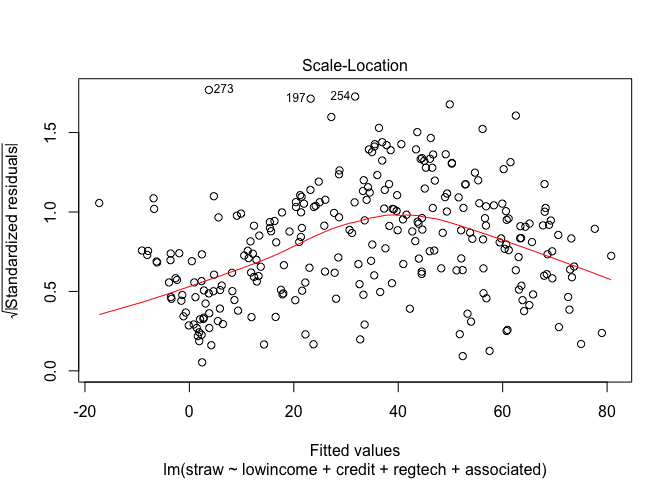 Scale-Location
√|Standardized residuals|
273
197
254
1.5
1.0
0.5
0.0
-20 0 20 40 60 80
Fitted values
lm(straw ~ lowincome + credit + regtech + associated)